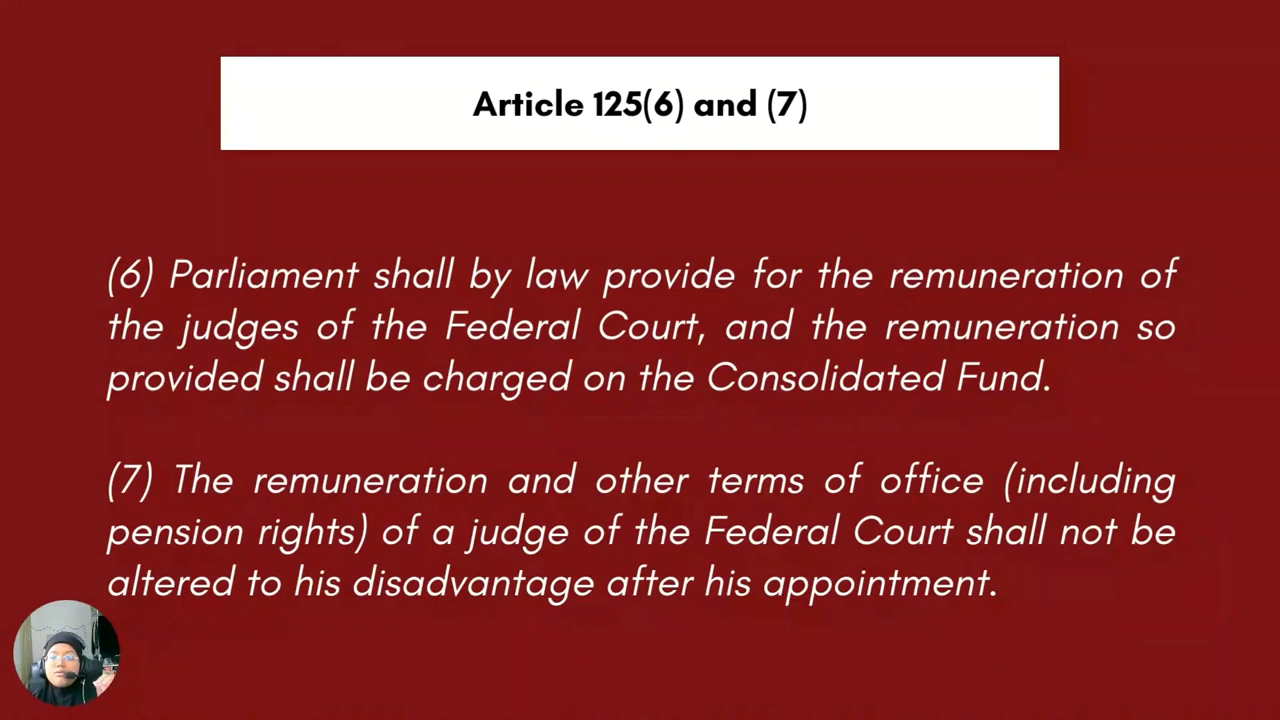 Article 125(6) and (7)
(6) Parliament shall by law provide for the remuneration of
the judges of the Federal Court, and the remuneration so
provided shall be charged on the Consolidated Fund.
(7) The remuneration and other terms of office (including
pension rights) of a judge of the Federal Court shall not be
altered to his disadvantage after his appointment.